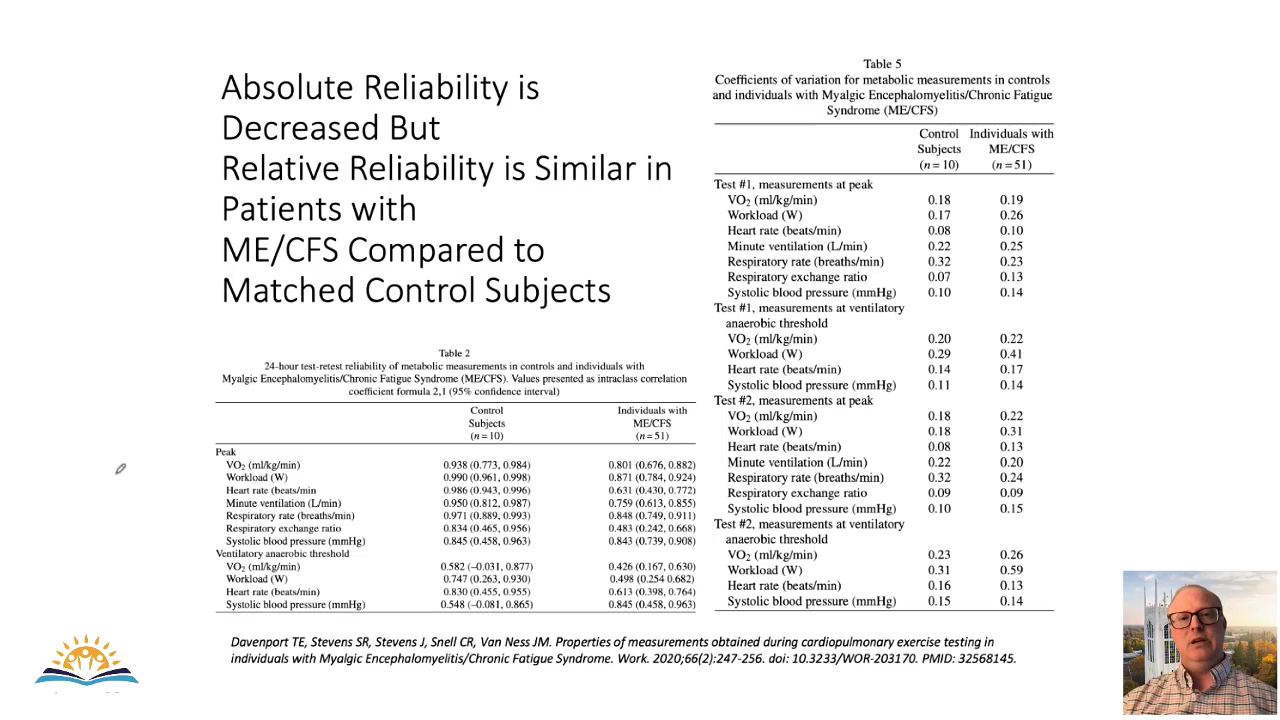 Absolute Reliability is
Decreased But
Relative Reliability is Similar in
Patients with
ME/CFS Compared to
Matched Control Subjects
Table 2
24-hour test-retest reliability of metabolic measurements in controls and individuals with
Myalgic Encephalomyelitis/Chronic Fatigue Syndrome (ME/CFS). Values presented as intraclass correlation
coefficient formula 2,1 (95% confidence interval)
Control Individuals with
Subjects ME/CFS
(n = 10) (n = 51)
Peak
VO2 (ml/kg/min) 0.938 (0.773, 0.984) 0.801 (0.676, 0.882)
Workload (W) 0.990 (0.961, 0.998) 0.871 (0.784, 0.924)
Heart rate (beats/min 0.986 (0.943, 0.996) 0.631 (0.430, 0.772)
Minute ventilation (L/min) 0.950 (0.812, 0.987) 0.759 (0.613, 0.855)
Respiratory rate (breaths/min) 0.971 (0.889, 0.993) 0.848 (0.749, 0.911)
Respiratory exchange ratio 0.834 (0.465, 0.956) 0.483 (0.242, 0.668)
Systolic blood pressure (mmHg) 0.845 (0.458, 0.963) 0.843 (0.739, 0.908)
Ventilatory anaerobic threshold
VO2 (ml/kg/min) 0.582 (–0.031, 0.877) 0.426 (0.167, 0.630)
Workload (W) 0.747 (0.263, 0.930) 0.498 (0.254 0.682)
Heart rate (beats/min) 0.830 (0.455, 0.955) 0.613 (0.398, 0.764)
Systolic blood pressure (mmHg) 0.548 (–0.081, 0.865) 0.845 (0.458, 0.963)
Table 5
Coefficients of variation for metabolic measurements in controls
and individuals with Myalgic Encephalomyelitis/Chronic Fatigue
Syndrome (ME/CFS)
Control Individuals with
Subjects ME/CFS
(n = 10) (n = 51)
Test #1, measurements at peak
VO2 (ml/kg/min) 0.18 0.19
Workload (W) 0.17 0.26
Heart rate (beats/min) 0.08 0.10
Minute ventilation (L/min) 0.22 0.25
Respiratory rate (breaths/min) 0.32 0.23
Respiratory exchange ratio 0.07 0.13
Systolic blood pressure (mmHg) 0.10 0.14
Test #1, measurements at ventilatory
anaerobic threshold
VO2 (ml/kg/min) 0.20 0.22
Workload (W) 0.29 0.41
Heart rate (beats/min) 0.14 0.17
Systolic blood pressure (mmHg) 0.11 0.14
Test #2, measurements at peak
VO2 (ml/kg/min) 0.18 0.22
Workload (W) 0.18 0.31
Heart rate (beats/min) 0.08 0.13
Minute ventilation (L/min) 0.22 0.20
Respiratory rate (breaths/min) 0.32 0.24
Respiratory exchange ratio 0.09 0.09
Systolic blood pressure (mmHg) 0.10 0.15
Test #2, measurements at ventilatory
anaerobic threshold
VO2 (ml/kg/min) 0.23 0.26
Workload (W) 0.31 0.59
Heart rate (beats/min) 0.16 0.13
Systolic blood pressure (mmHg) 0.15 0.14
Davenport TE, Stevens SR, Stevens J, Snell CR, Van Ness JM. Properties of measurements obtained during cardiopulmonary exercise testing in
individuals with Myalgic Encephalomyelitis/Chronic Fatigue Syndrome. Work. 2020;66(2):247-256. doi: 10.3233/WOR-203170. PMID: 32568145.